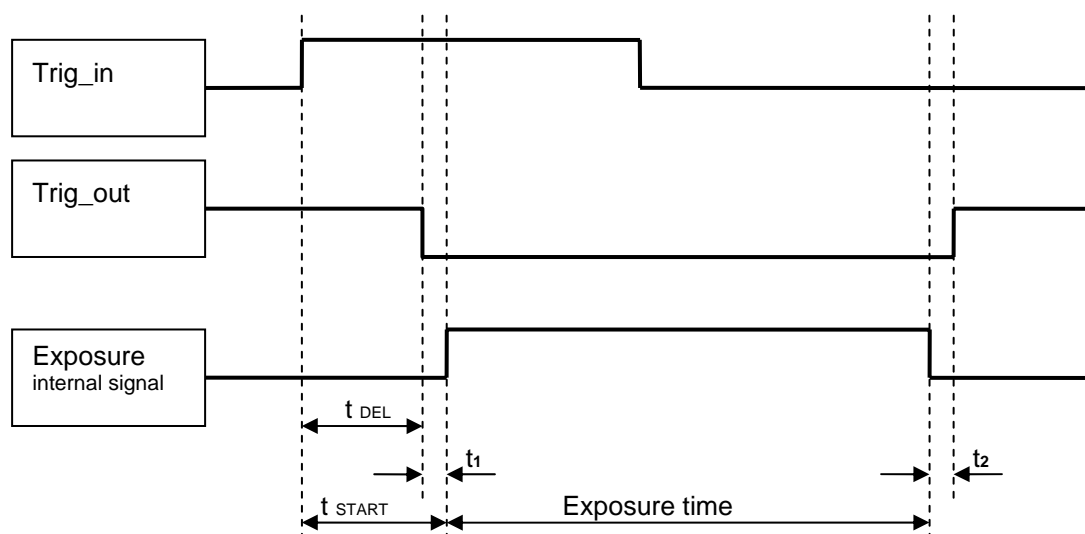 Trig_in
Trig_out
Exposure
internal signal
t DEL
t1
t2
t START
Exposure time